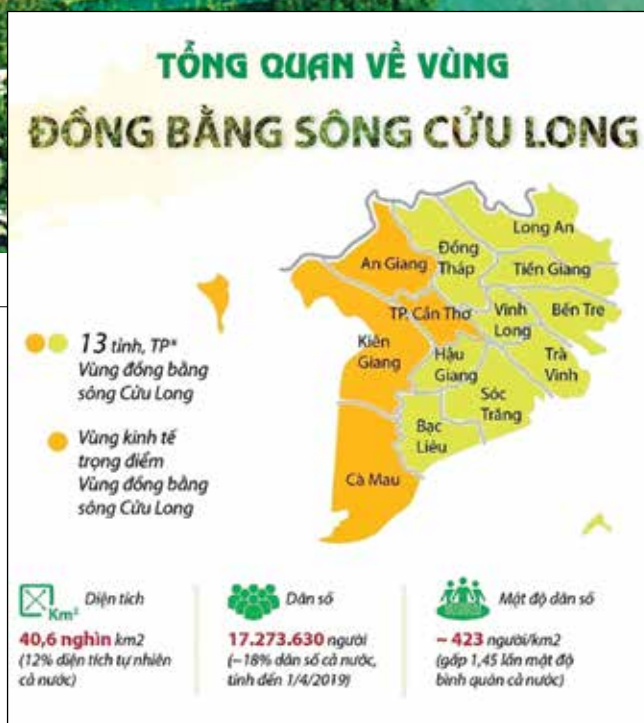 TỔNG QUAN VỀ VÙNG
ĐỒNG BẰNG SÔNG CỬU LONG
Long An
Đồng
Tháp
An Giang
Tiền Giang
TP. Cần Thơ
Vĩnh
Long
Bến Tre
Kiên
Giang
Hậu
Giang
Trà
Vinh
Sóc
Trăng
Bạc
Liêu
Cà Mau
13 tỉnh, TP*
Vùng đồng bằng
sông Cửu Long
Vùng kinh tế
trọng điểm
Vùng đồng bằng
sông Cửu Long
Km²
Diện tích
40,6 nghìn km2
(12% diện tích tự nhiên
cả nước)
Dân số
17.273.630 người
(~18% dân số cả nước,
tính đến 1/4/2019)
Mật độ dân số
~ 423 người/km2
(gấp 1,45 lần mật độ
bình quân cả nước)